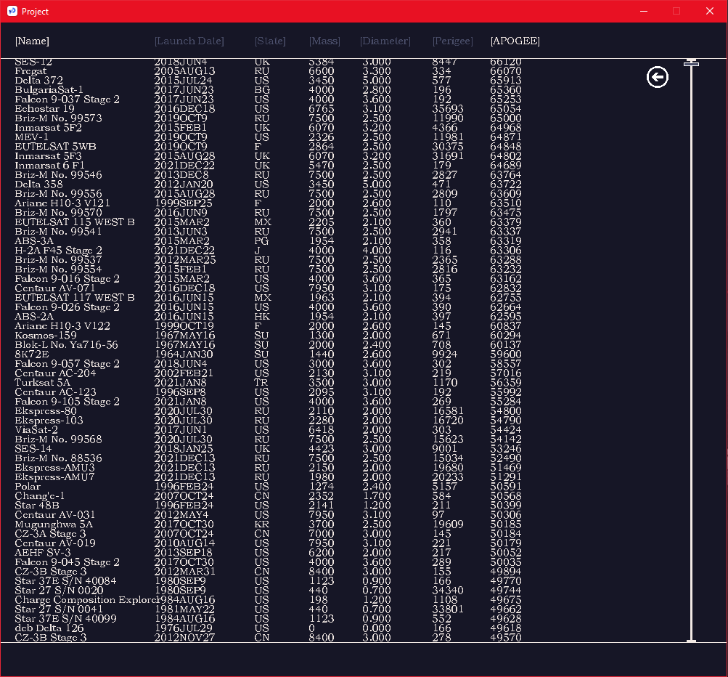 Project
[Name] [Launch Date] [State] [Mass] [Diameter] [Perigee] [APOGEE]
SES-12 2018JUN4 UK 5384 3.000 8447 66120
Fregat 2005AUG13 RU 6600 3.300 334 66070
Delta 372 2015JUL24 US 3450 5.000 577 65913
BulgariaSat-1 2017JUN23 BG 4000 2.800 196 65360
Falcon 9-037 Stage 2 2017JUN23 US 4000 3.600 192 65253
Echostar 19 2016DEC18 US 6765 3.100 35693 65054
Briz-M No. 99573 2019OCT9 RU 7500 2.500 11990 65000
Inmarsat 5F2 2015FEB1 UK 6070 3.200 4366 64968
MEV-1 2019OCT9 US 2326 2.500 11981 64871
EUTELSAT 5WB 2019OCT9 F 2864 2.500 30375 64848
Inmarsat 5F3 2015AUG28 UK 6070 3.200 31691 64802
Inmarsat 6 F1 2021DEC22 UK 5470 2.500 179 64689
Briz-M No. 99546 2013DEC8 RU 7500 2.500 2827 63764
Delta 358 2012JAN20 US 3450 5.000 471 63722
Briz-M No. 99556 2015AUG28 RU 7500 2.500 2809 63609
Ariane H10-3 V121 1999SEP25 F 2000 2.600 110 63510
Briz-M No. 99570 2016JUN9 RU 7500 2.500 1797 63475
EUTELSAT 115 WEST B 2015MAR2 MX 2205 2.100 360 63379
Briz-M No. 99541 2013JUN3 RU 7500 2.500 2941 63337
ABS-3A 2015MAR2 PG 1954 2.100 358 63319
H-2A F45 Stage 2 2021DEC22 J 4000 4.000 116 63306
Briz-M No. 99537 2012MAR25 RU 7500 2.500 2365 63288
Briz-M No. 99554 2015FEB1 RU 7500 2.500 2816 63232
Falcon 9-016 Stage 2 2015MAR2 US 4000 3.600 365 63162
Centaur AV-071 2016DEC18 US 7950 3.100 175 62832
EUTELSAT 117 WEST B 2016JUN15 MX 1963 2.100 394 62755
Falcon 9-026 Stage 2 2016JUN15 US 4000 3.600 390 62664
ABS-2A 2016JUN15 HK 1954 2.100 397 62595
Ariane H10-3 V122 1999OCT19 F 2000 2.600 145 60837
Kosmos-159 1967MAY16 SU 1300 2.000 671 60294
Blok-L No. Ya716-56 1967MAY16 SU 2000 2.400 708 60137
8K72E 1964JAN30 SU 1440 2.600 9924 59600
Falcon 9-057 Stage 2 2018JUN4 US 3000 3.600 302 58557
Centaur AC-204 2002FEB21 US 2130 3.100 219 57016
Turksat 5A 2021JAN8 TR 3500 3.000 1170 56359
Centaur AC-123 1996SEP8 US 2095 3.100 192 55992
Falcon 9-105 Stage 2 2021JAN8 US 4000 3.600 269 55284
Ekspress-80 2020JUL30 RU 2110 2.000 16581 54800
Ekspress-103 2020JUL30 RU 2280 2.000 16720 54790
ViaSat-2 2017JUN1 US 6418 2.000 303 54424
Briz-M No. 99568 2020JUL30 RU 7500 2.500 15623 54142
SES-14 2018JAN25 UK 4423 3.000 9001 53246
Briz-M No. 88536 2021DEC13 RU 7500 2.500 15034 52490
Ekspress-AMU3 2021DEC13 RU 2150 2.000 19680 51469
Ekspress-AMU7 2021DEC13 RU 1980 2.000 20233 51291
Polar 1996FEB24 US 1274 2.400 5157 50591
Chang'e-1 2007OCT24 CN 2352 1.700 584 50568
Star 48B 1996FEB24 US 2141 1.200 211 50399
Centaur AV-031 2012MAY4 US 7950 3.100 97 50306
Mugunghwa 5A 2017OCT30 KR 3700 2.500 19609 50185
CZ-3A Stage 3 2007OCT24 CN 7000 3.000 145 50184
Centaur AV-019 2010AUG14 US 7950 3.100 221 50179
AEHF SV-3 2013SEP18 US 6200 2.000 217 50052
Falcon 9-045 Stage 2 2017OCT30 US 4000 3.600 289 50035
CZ-3B Stage 3 2012MAR31 CN 8400 3.000 155 49894
Star 37E S/N 40084 1980SEP9 US 1123 0.900 166 49770
Star 27 S/N 0020 1980SEP9 US 440 0.700 34340 49744
Charge Composition Explorer 1984AUG16 US 198 1.200 1108 49675
Star 27 S/N 0041 1981MAY22 US 440 0.700 33801 49662
Star 37E S/N 40099 1984AUG16 US 1123 0.900 552 49628
deb Delta 126 1976JUL29 US 0 0.000 166 49618
CZ-3B Stage 3 2012NOV27 CN 8400 3.000 278 49570